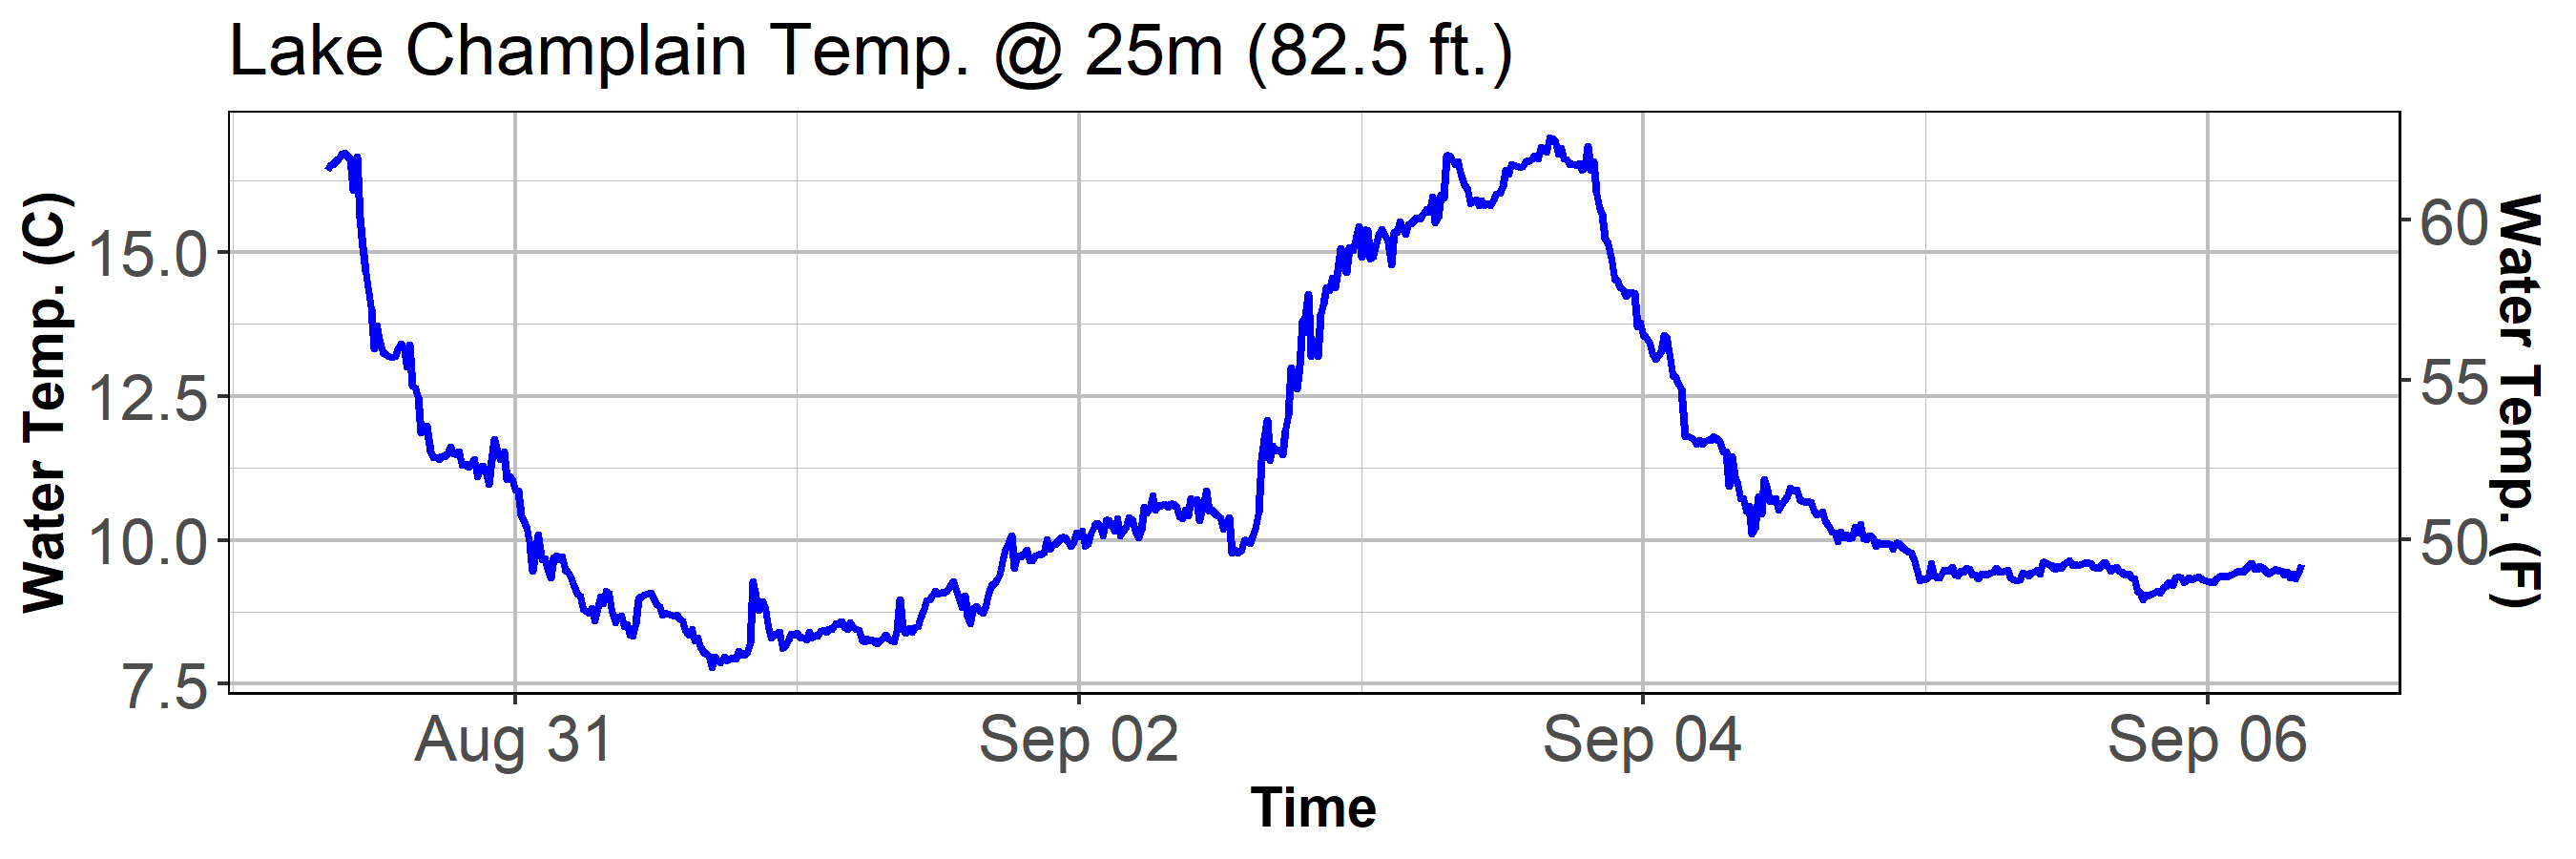 Lake Champlain Temp. @ 25m (82.5 ft.)
Water Temp. (C)
15.0
12.5
10.0
7.5
60
55
50
Water Temp. (F)
Aug 31
Sep 02
Sep 04
Sep 06
Time